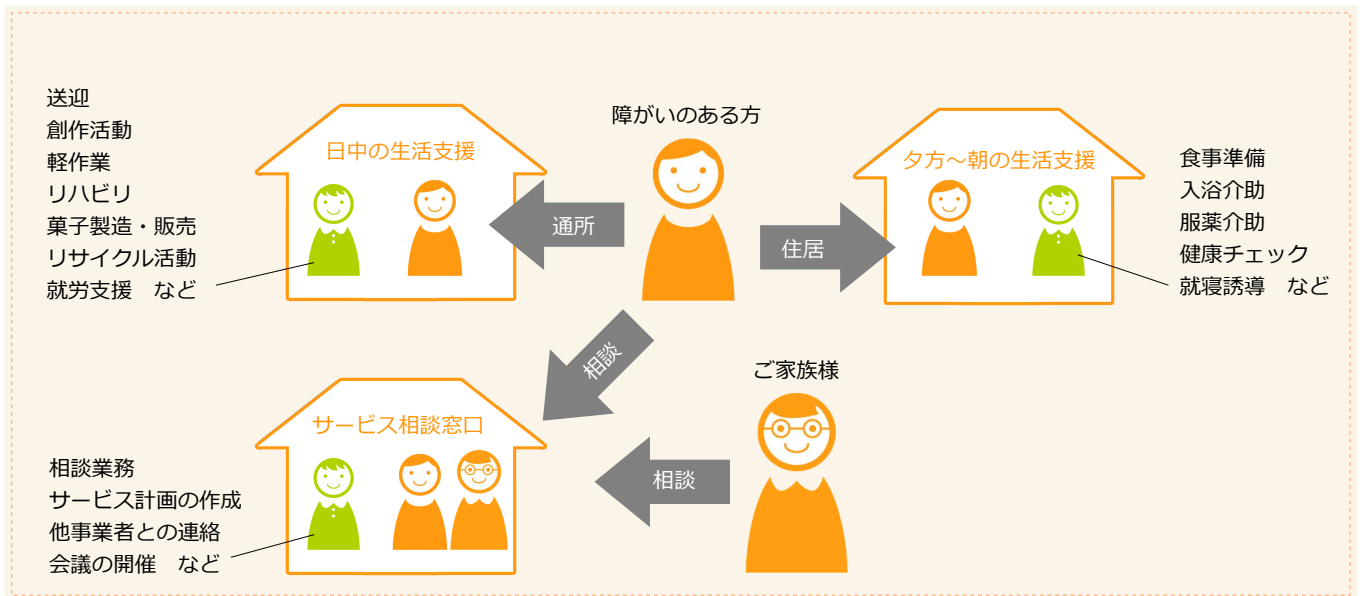 障がいのある方
送迎
創作活動
軽作業
リハビリ
菓子製造・販売
リサイクル活動
就労支援　など
日中の生活支援
通所
住居
夕方～朝の生活支援
食事準備
入浴介助
服薬介助
健康チェック
就寝誘導　など
相談
ご家族様
相談
サービス相談窓口
相談業務
サービス計画の作成
他事業者との連絡
会議の開催　など